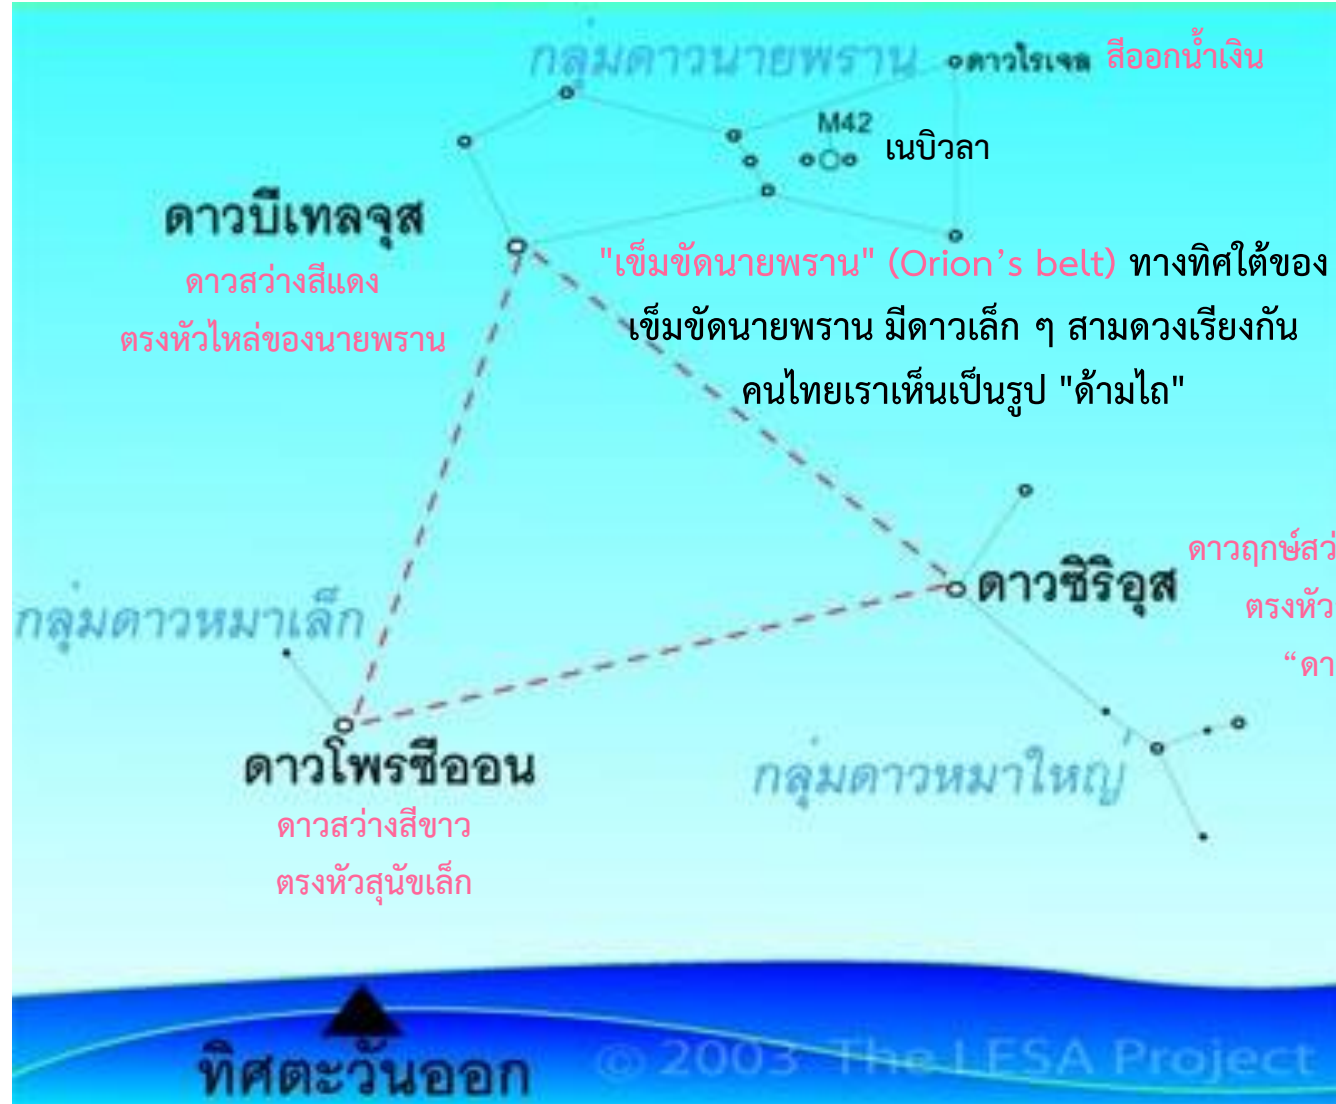 กลุ่มดาวนายพราน
ดาวไรเจล สีออกน้ำเงิน
M42
เนบิวลา
ดาวบีเทลจุส
ดาวสว่างสีแดง
ตรงหัวไหล่ของนายพราน
"เข็มขัดนายพราน" (Orion's belt) ทางทิศใต้ของ
เข็มขัดนายพราน มีดาวเล็ก ๆ สามดวงเรียงกัน
คนไทยเราเห็นเป็นรูป "ด้ามไถ"
ดาวฤกษ์
ตรงหัว
ดาวซิริอุส
กลุ่มดาวหมาเล็ก
ดาวโพรซีออน
ดาวสว่างสีขาว
ตรงหัวสุนัขเล็ก
กลุ่มดาวหมาใหญ่
ทิศตะวันออก
© 2003 The LESA Project